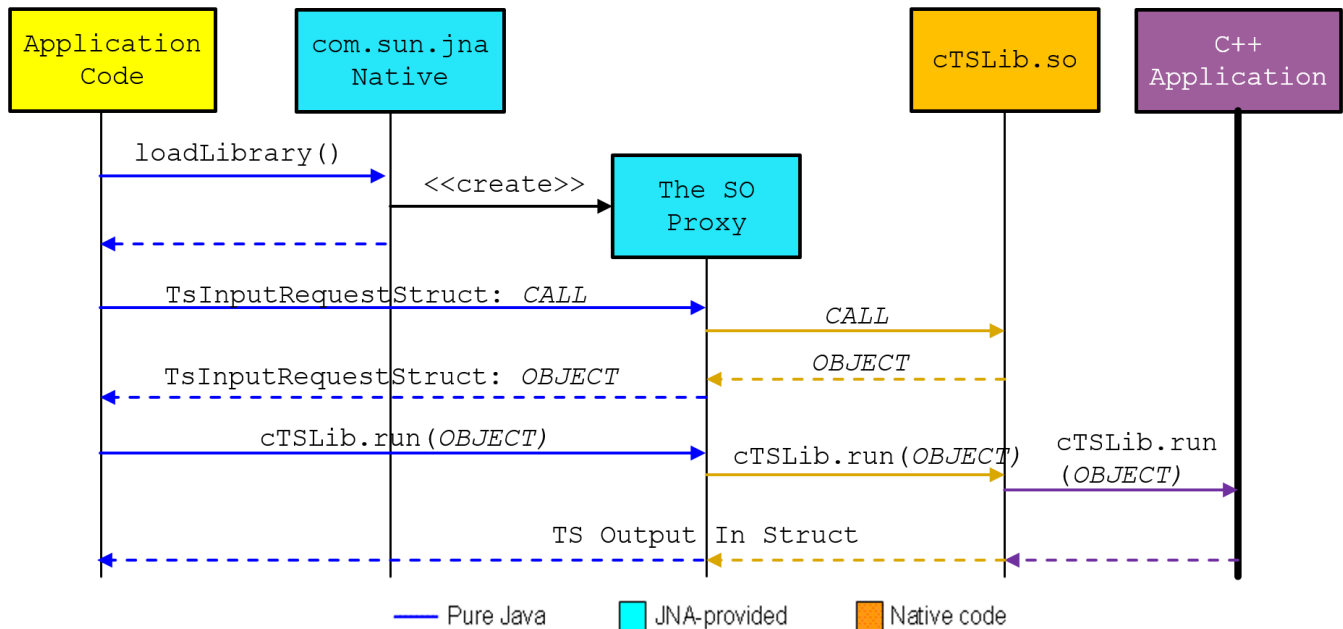 Application
Code
com.sun.jna
Native
cTSLib.so
C++
Application
loadLibrary()
<<create>>
The SO
Proxy
TsInputRequestStruct: CALL
CALL
OBJECT
TsInputRequestStruct: OBJECT
cTSLib.run(OBJECT)
cTSLib.run(OBJECT)
cTSLib.run
(OBJECT)
TS Output In Struct
Pure Java
JNA-provided
Native code